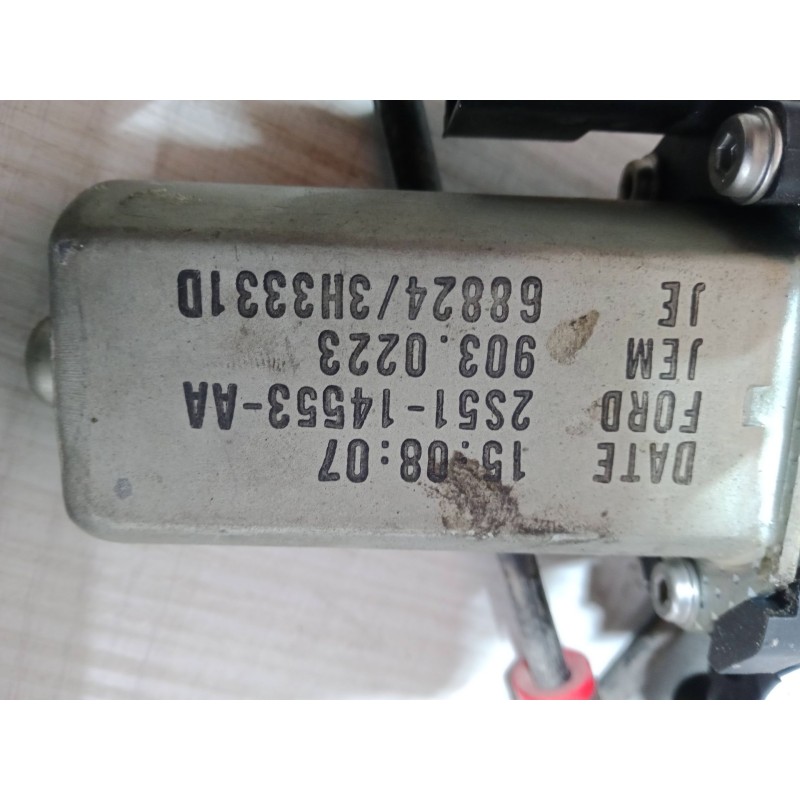 DATE 15.08:07
FORD 2S51-14553-AA
JEM 903.0223
JE 68824/3H3331D